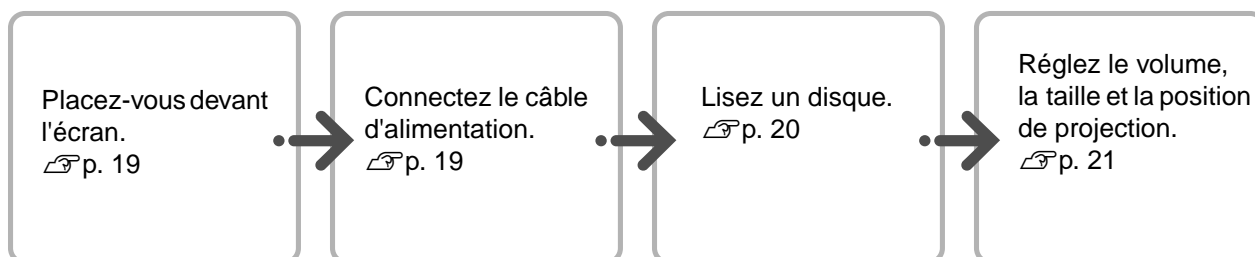 Placez-vous devant
l'écran.
☞p. 19
Connectez le câble
d'alimentation.
☞p. 19
Lisez un disque.
☞p. 20
Réglez le volume,
la taille et la position
de projection.
☞p. 21